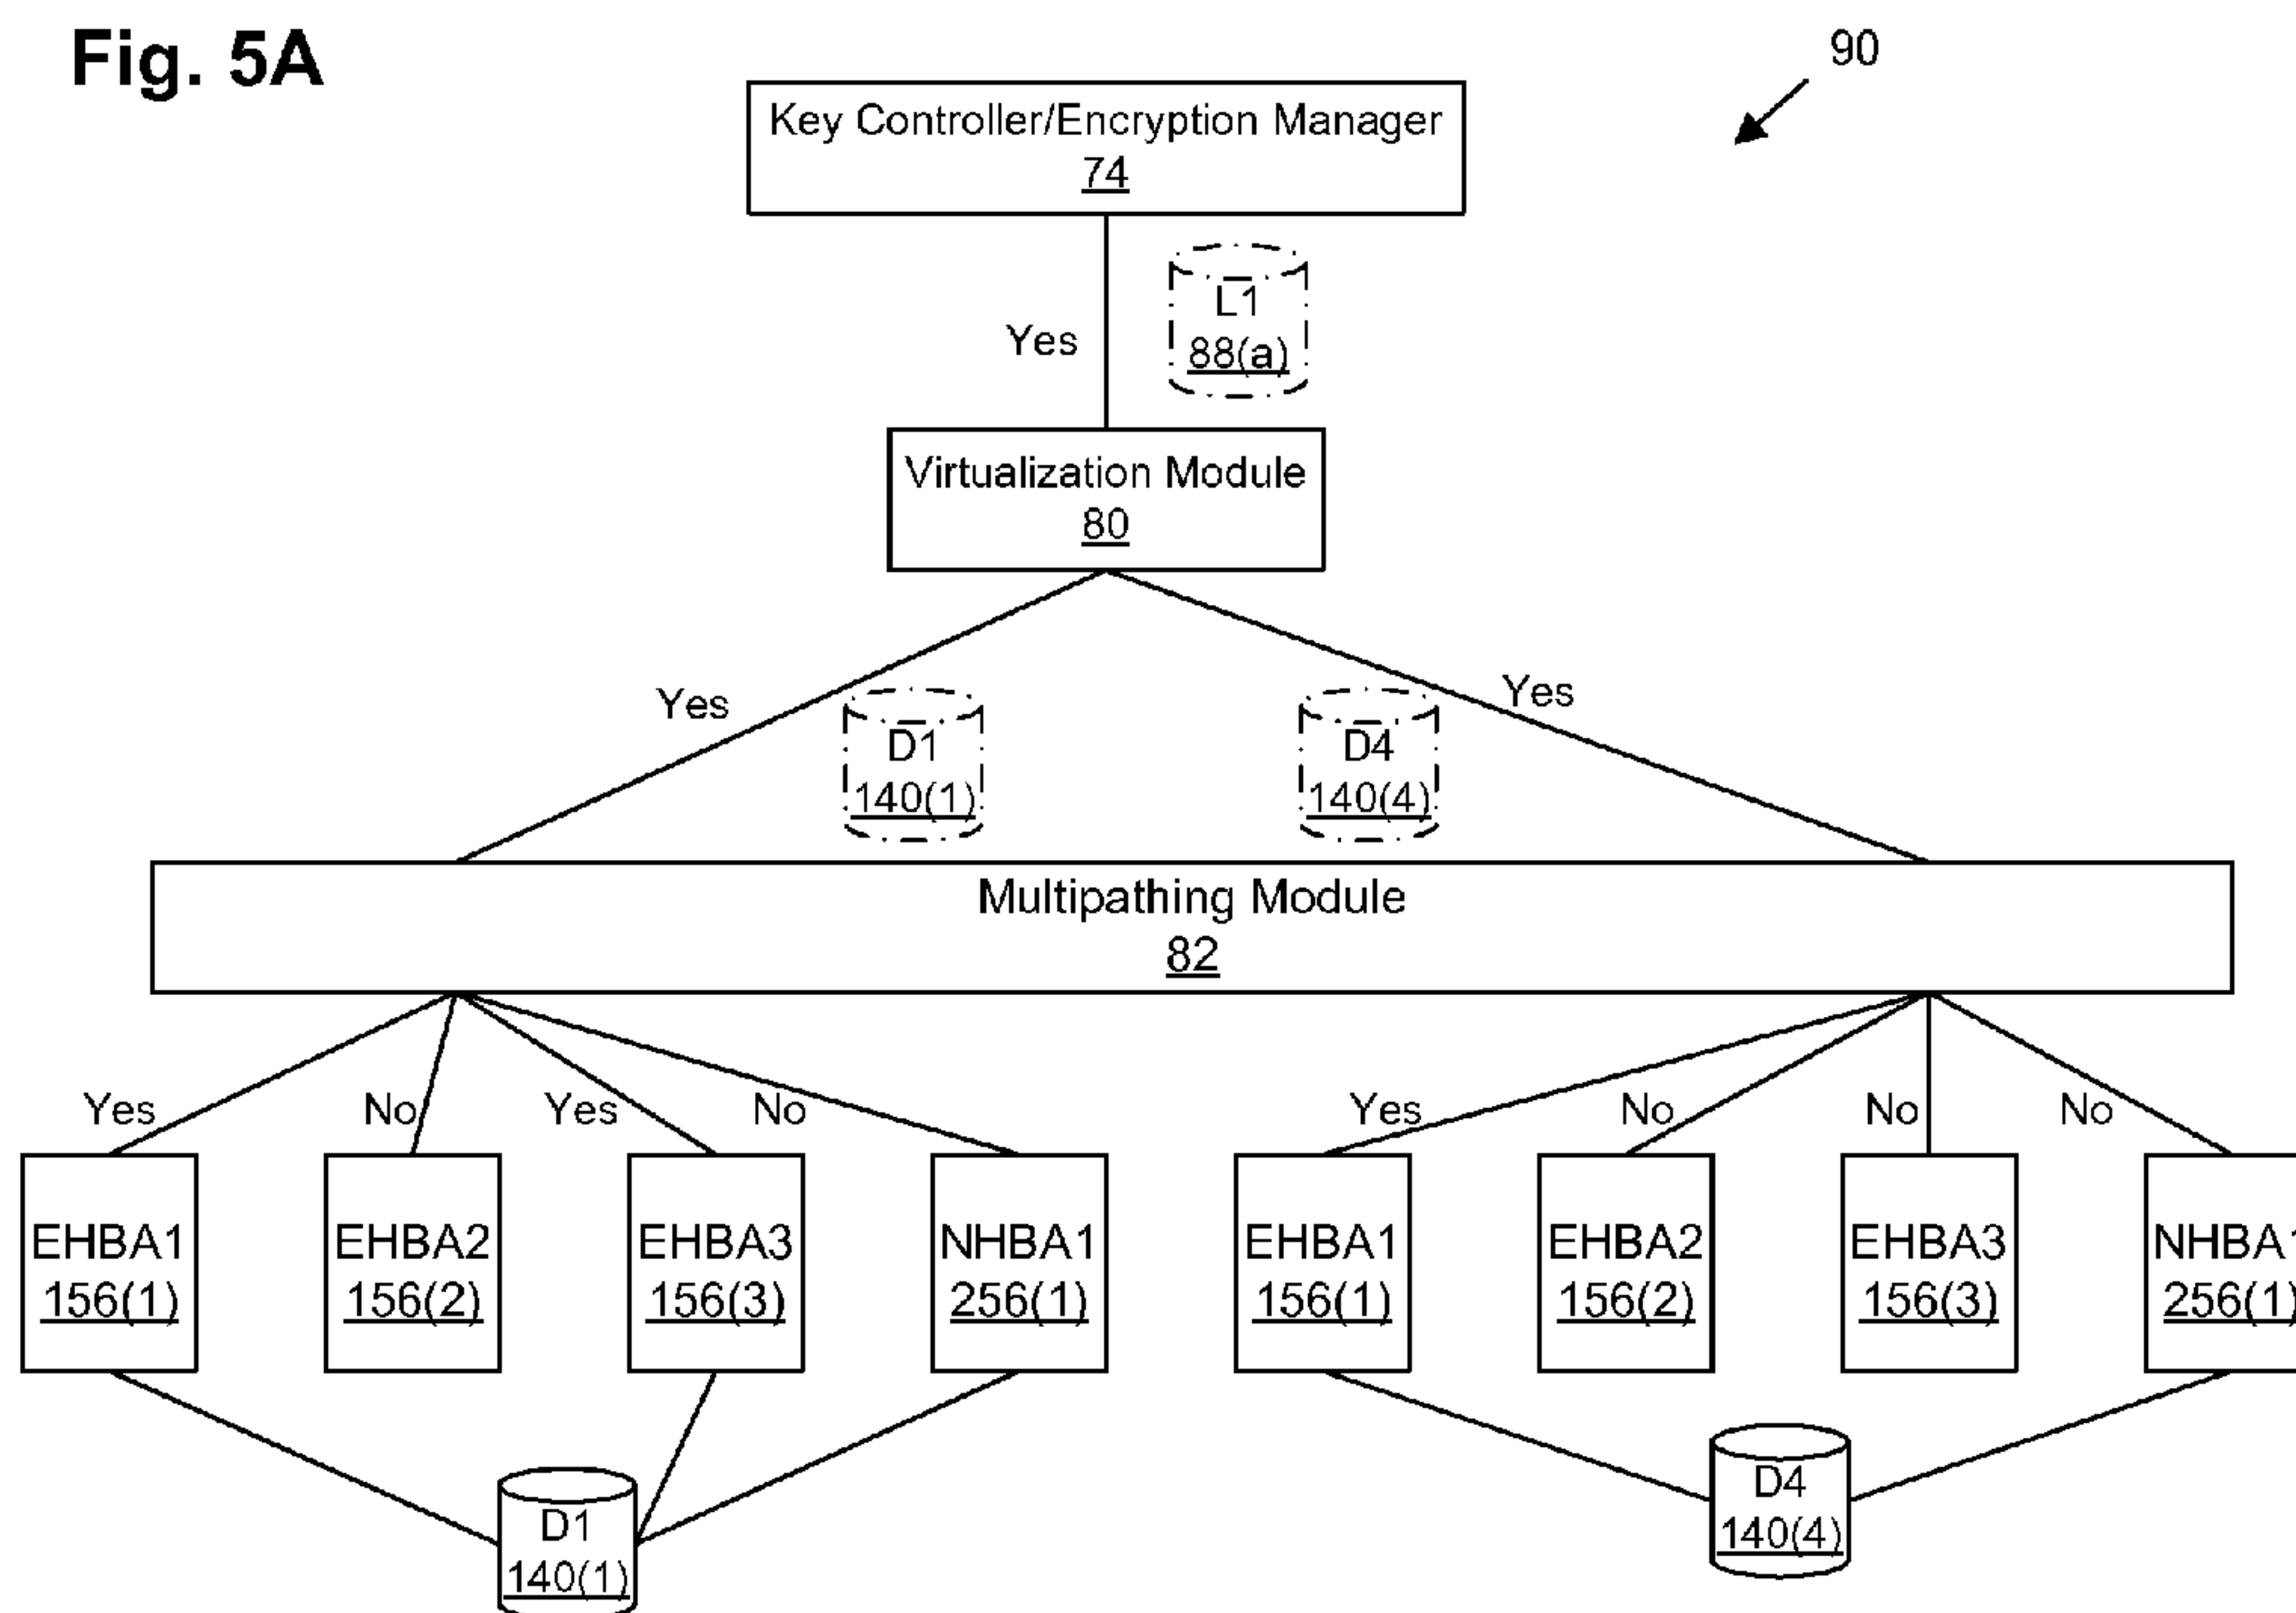 Fig. 5A
90
Key Controller/Encryption Manager
74
Yes
L1
88(a)
Virtualization Module
80
Yes
D1
140(1)
D4
140(4)
Yes
Multipathing Module
82
Yes
No
Yes
No
Yes
No
No
No
EHBA1
156(1)
EHBA2
156(2)
EHBA3
156(3)
NHBA1
256(1)
EHBA1
156(1)
EHBA2
156(2)
EHBA3
156(3)
NHBA1
256(1)
D1
140(1)
D4
140(4)